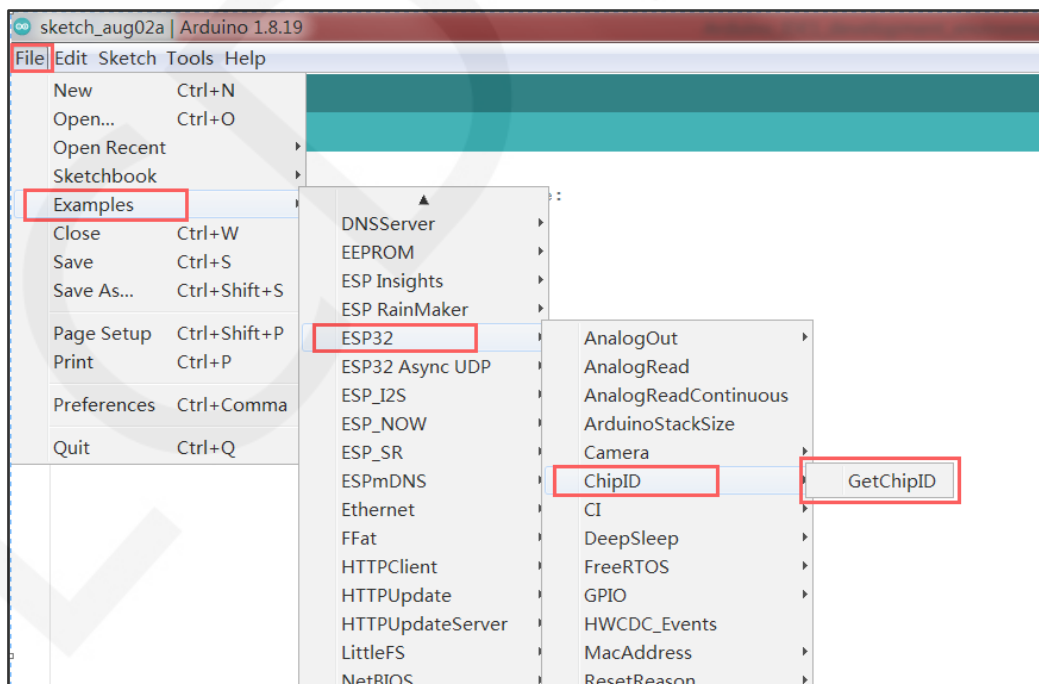 sketch_aug02a | Arduino 1.8.19
File Edit Sketch Tools Help
New Ctrl+N
Open... Ctrl+O
Open Recent
Sketchbook
Examples
Close Ctrl+W
Save Ctrl+S
Save As... Ctrl+Shift+S
Page Setup Ctrl+Shift+P
Print Ctrl+P
Preferences Ctrl+Comma
Quit Ctrl+Q
DNSServer
EEPROM
ESP Insights
ESP RainMaker
ESP32
ESP32 Async UDP
ESP_I2S
ESP_NOW
ESP_SR
ESPmDNS
Ethernet
FFat
HTTPClient
HTTPUpdate
HTTPUpdateServer
LittleFS
NetBIOS
AnalogOut
AnalogRead
AnalogReadContinuous
ArduinoStackSize
Camera
ChipID
CI
DeepSleep
FreeRTOS
GPIO
HWCDC_Events
MacAddress
ResetReason
GetChipID